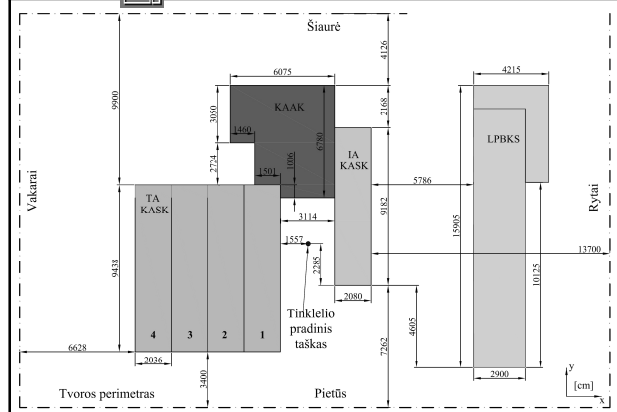 Šiaurė
4126
6075
4215
9900
3050
KAAK
2168
1460
6780
LPBKS
IA
KASK
2724
1501
1006
5786
Vakarai
TA
KASK
3114
9182
15905
Rytai
1557
13700
9438
2285
10125
2080
Tinklelio
pradinis
taškas
4605
7262
4
3
2
1
6628
2036
3400
2900
y
[cm]
x
Tvoros perimetras
Pietūs